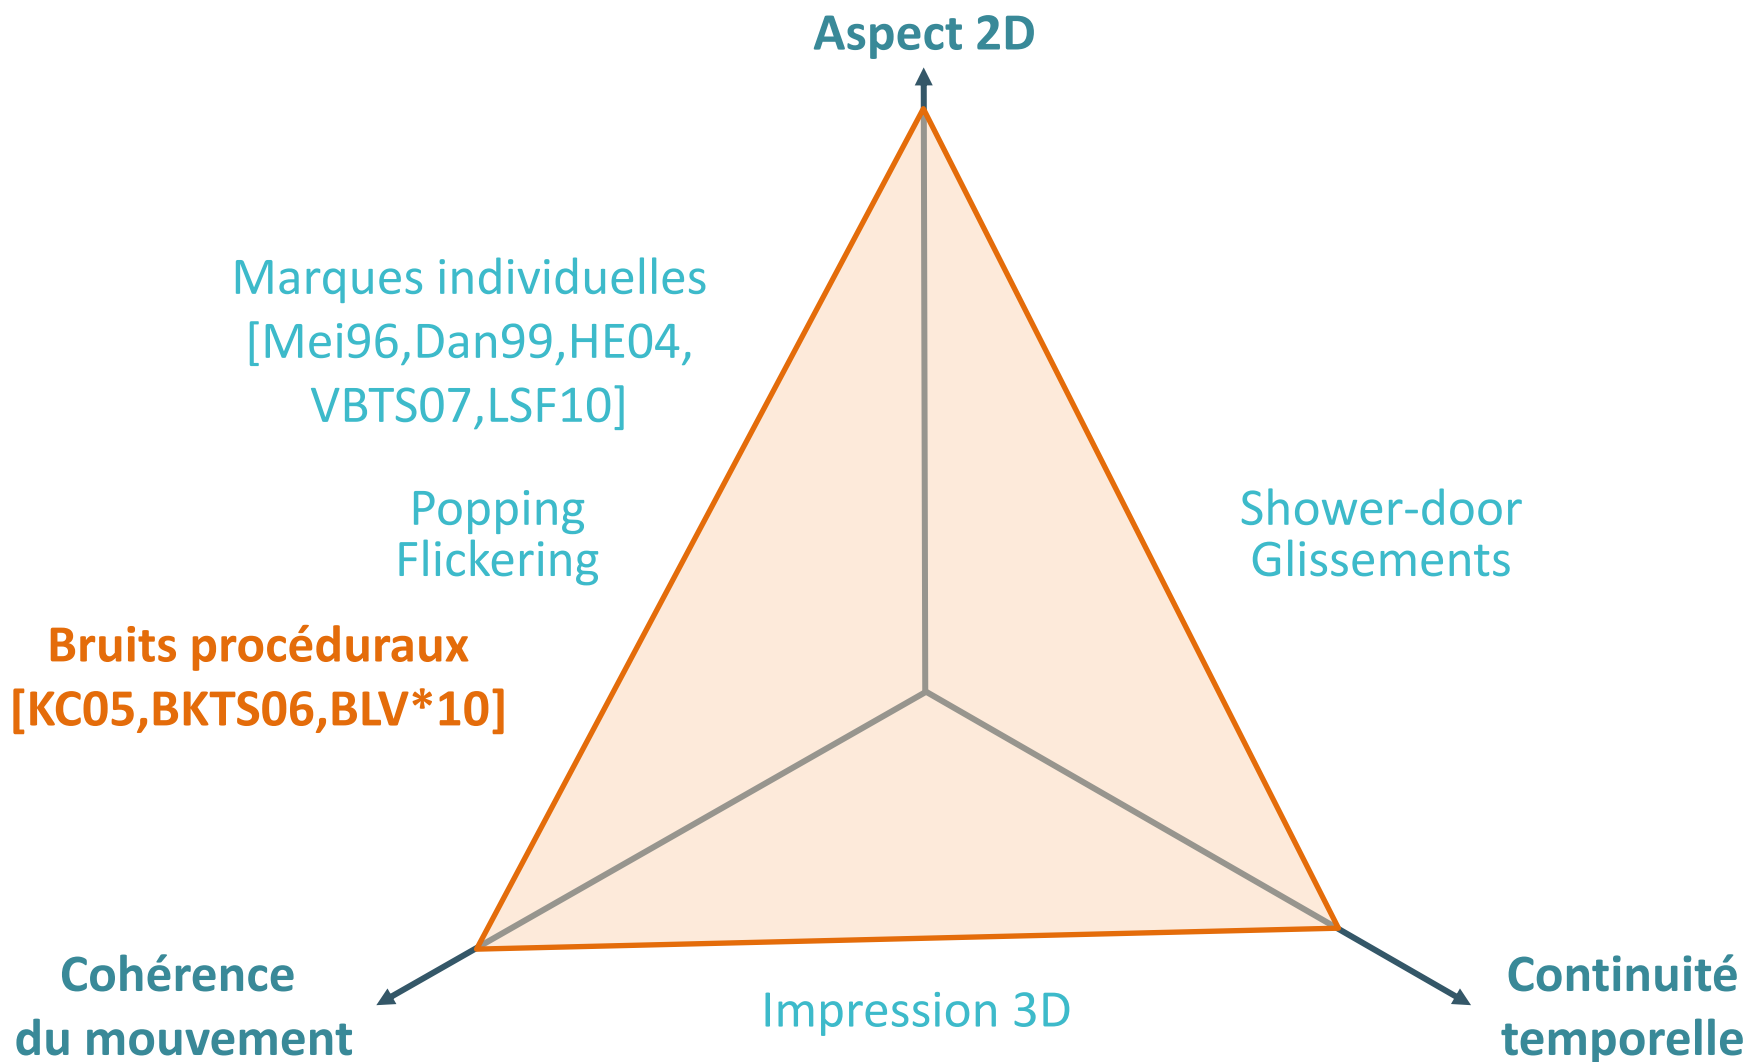 Aspect 2D
Marques individuelles
[Mei96,Dan99,HE04,
VBTS07,LSF10]
Popping
Flickering
Shower-door
Glissements
Bruits procéduraux
[KC05,BKTS06,BLV*10]
Cohérence
du mouvement
Impression 3D
Continuité
temporelle